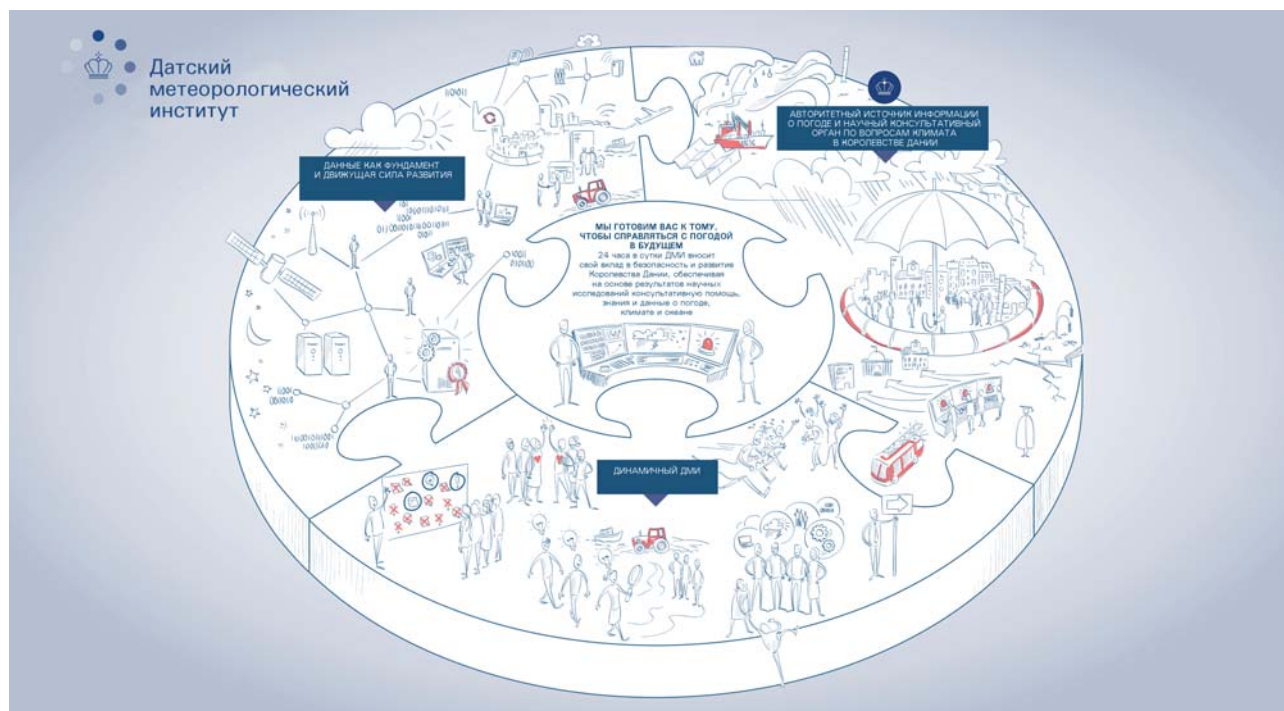 Датский
метеорологический
институт
ДАННЫЕ КАК ФУНДАМЕНТ
И ДВИЖУЩАЯ СИЛА РАЗВИТИЯ
АВТОРИТЕТНЫЙ ИСТОЧНИК ИНФОРМАЦИИ
О ПОГОДЕ И НАУЧНЫЙ КОНСУЛЬТАТИВНЫЙ
ОРГАН ПО ВОПРОСАМ КЛИМАТА
В КОРОЛЕВСТВЕ ДАНИИ
МЫ ГОТОВИМ ВАС К ТОМУ,
ЧТОБЫ СПРАВЛЯТЬСЯ С ПОГОДОЙ
В БУДУЩЕМ
24 часа в сутки ДМИ вносит
свой вклад в безопасность и развитие
Королевства Дании, обеспечивая
на основе результатов научных
исследований консультативную помощь,
знания и данные о погоде,
климате и океане
ДИНАМИЧНЫЙ ДМИ